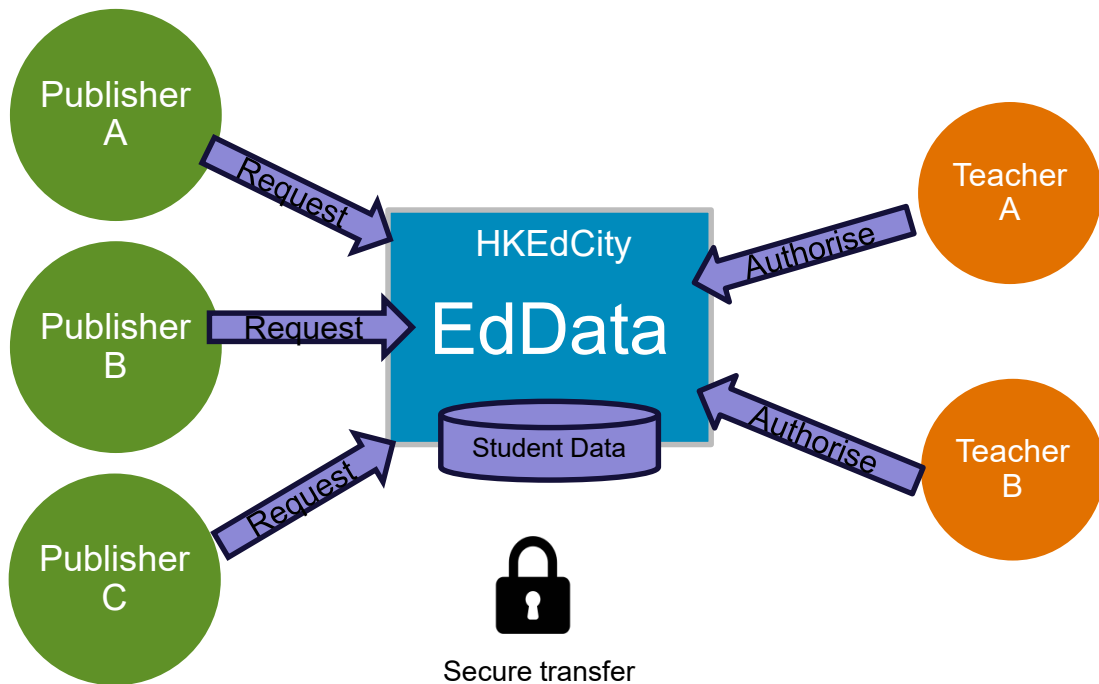 Publisher
A
Request
Publisher
B
Request
Publisher
C
Request
HKEdCity
EdData
Student Data
Teacher
A
Authorise
Teacher
B
Authorise
Secure transfer